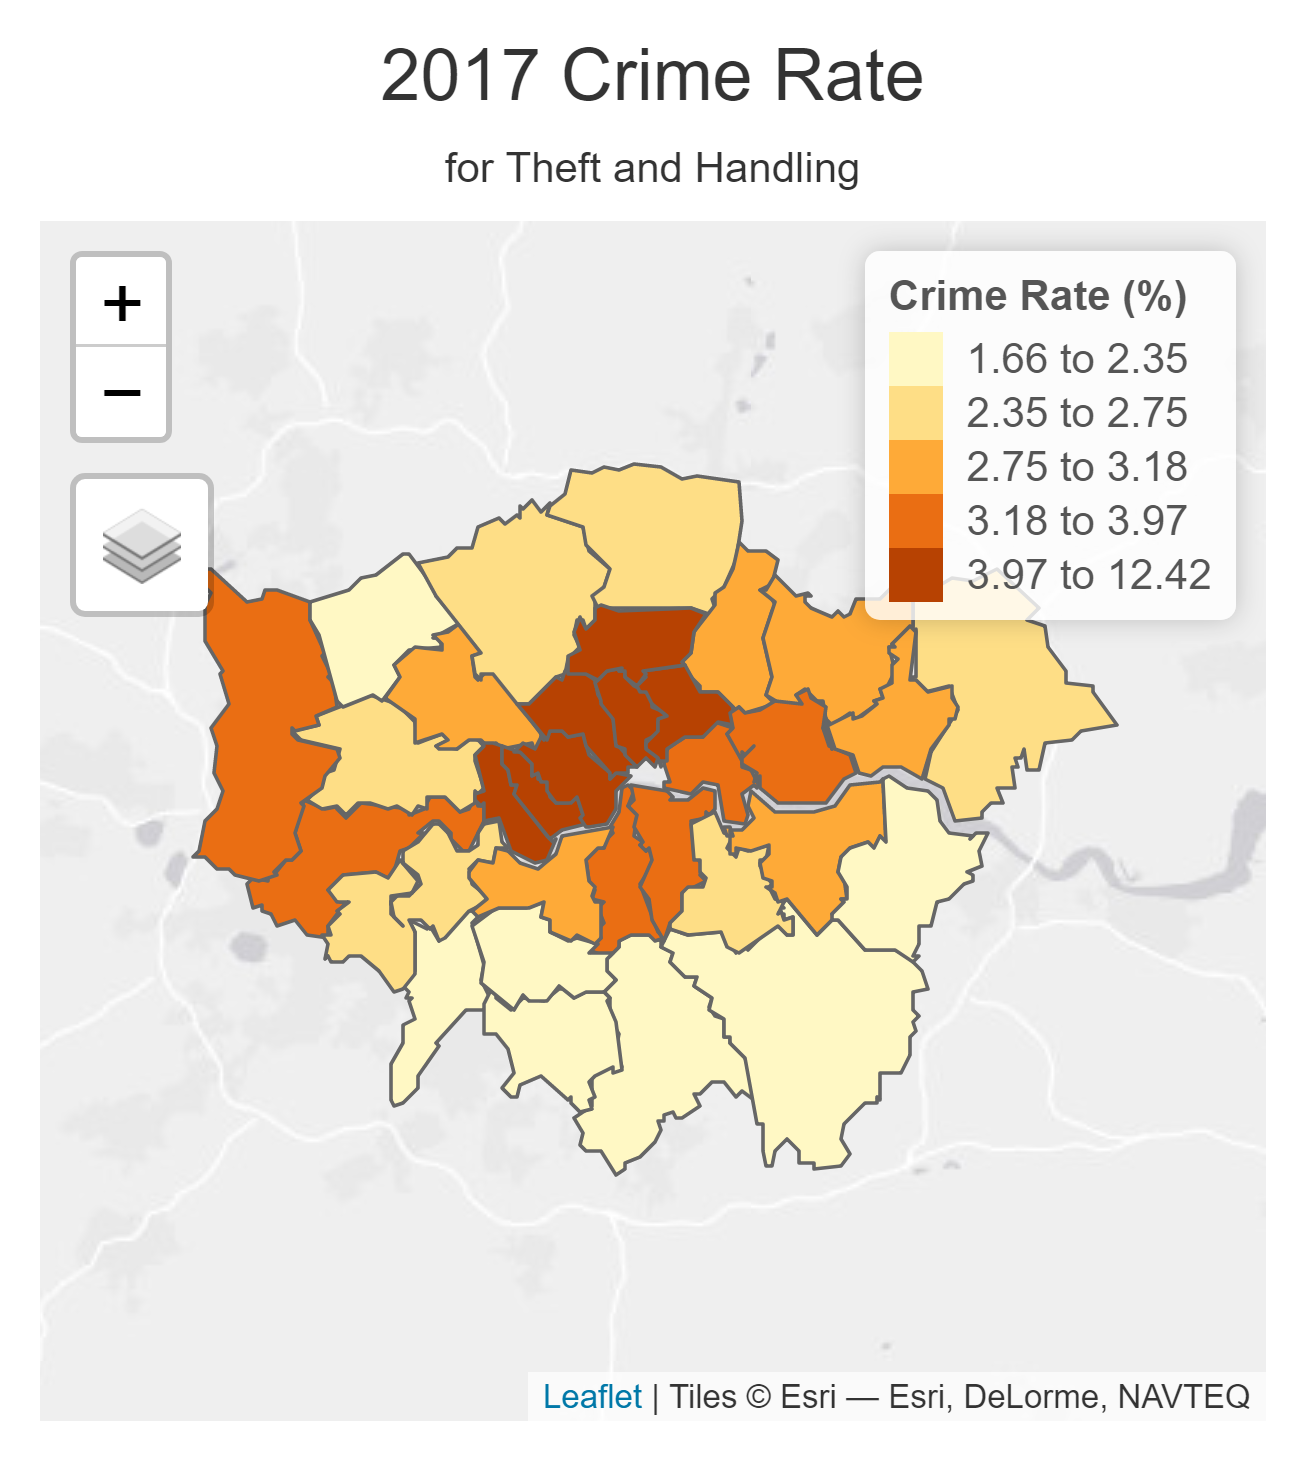 2017 Crime Rate
for Theft and Handling
+
−
Crime Rate (%)
1.66 to 2.35
2.35 to 2.75
2.75 to 3.18
3.18 to 3.97
3.97 to 12.42
Leaflet | Tiles © Esri — Esri, DeLorme, NAVTEQ